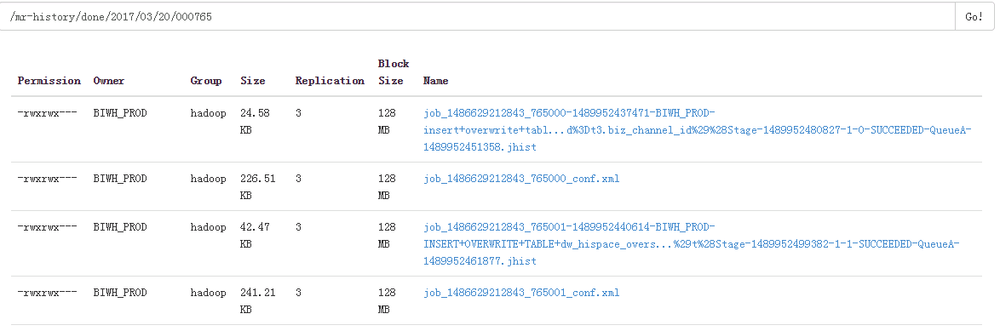 /mr-history/done/2017/03/20/000765 Go!
Block
Permission Owner Group Size Replication Size Name
-rwxrwx--- BIWH_PROD hadoop 24.58 3 128 job_1486629212843_765000-1489952437471-BIWH_PROD-
KB MB insert+overwrite+tabl...d%3Dt3.biz_channel_id%29%28Stage-1489952480827-1-0-SUCCEEDED-QueueA-
1489952451358.jhist
-rwxrwx--- BIWH_PROD hadoop 226.51 3 128 job_1486629212843_765000_conf.xml
KB MB
-rwxrwx--- BIWH_PROD hadoop 42.47 3 128 job_1486629212843_765001-1489952440614-BIWH_PROD-
KB MB INSERT+OVERWRITE+TABLE+dw_hispace_overs...%29t%28Stage-1489952499382-1-1-SUCCEEDED-QueueA-
1489952461877.jhist
-rwxrwx--- BIWH_PROD hadoop 241.21 3 128 job_1486629212843_765001_conf.xml
KB MB